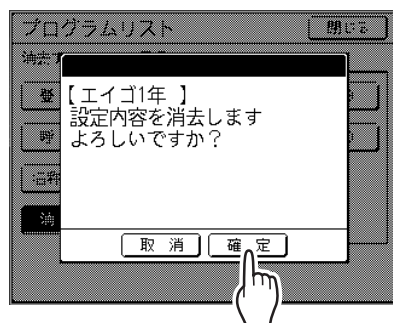 プログラムリスト
閉じる
【エイゴ1年 】
設定内容を消去します
よろしいですか？
取 消
確 定